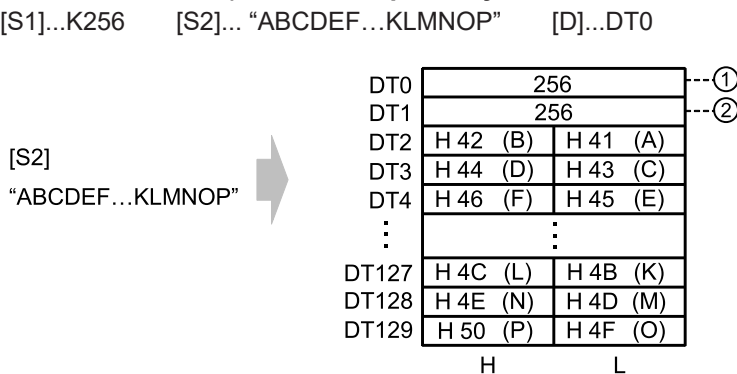 [S1]...K256 [S2]... “ABCDEF…KLMNOP” [D]...DT0
DT0 256 ①
DT1 256 ②
DT2 H 42 (B) H 41 (A)
[S2]
DT3 H 44 (D) H 43 (C)
“ABCDEF…KLMNOP”
DT4 H 46 (F) H 45 (E)
DT127 H 4C (L) H 4B (K)
DT128 H 4E (N) H 4D (M)
DT129 H 50 (P) H 4F (O)
H L